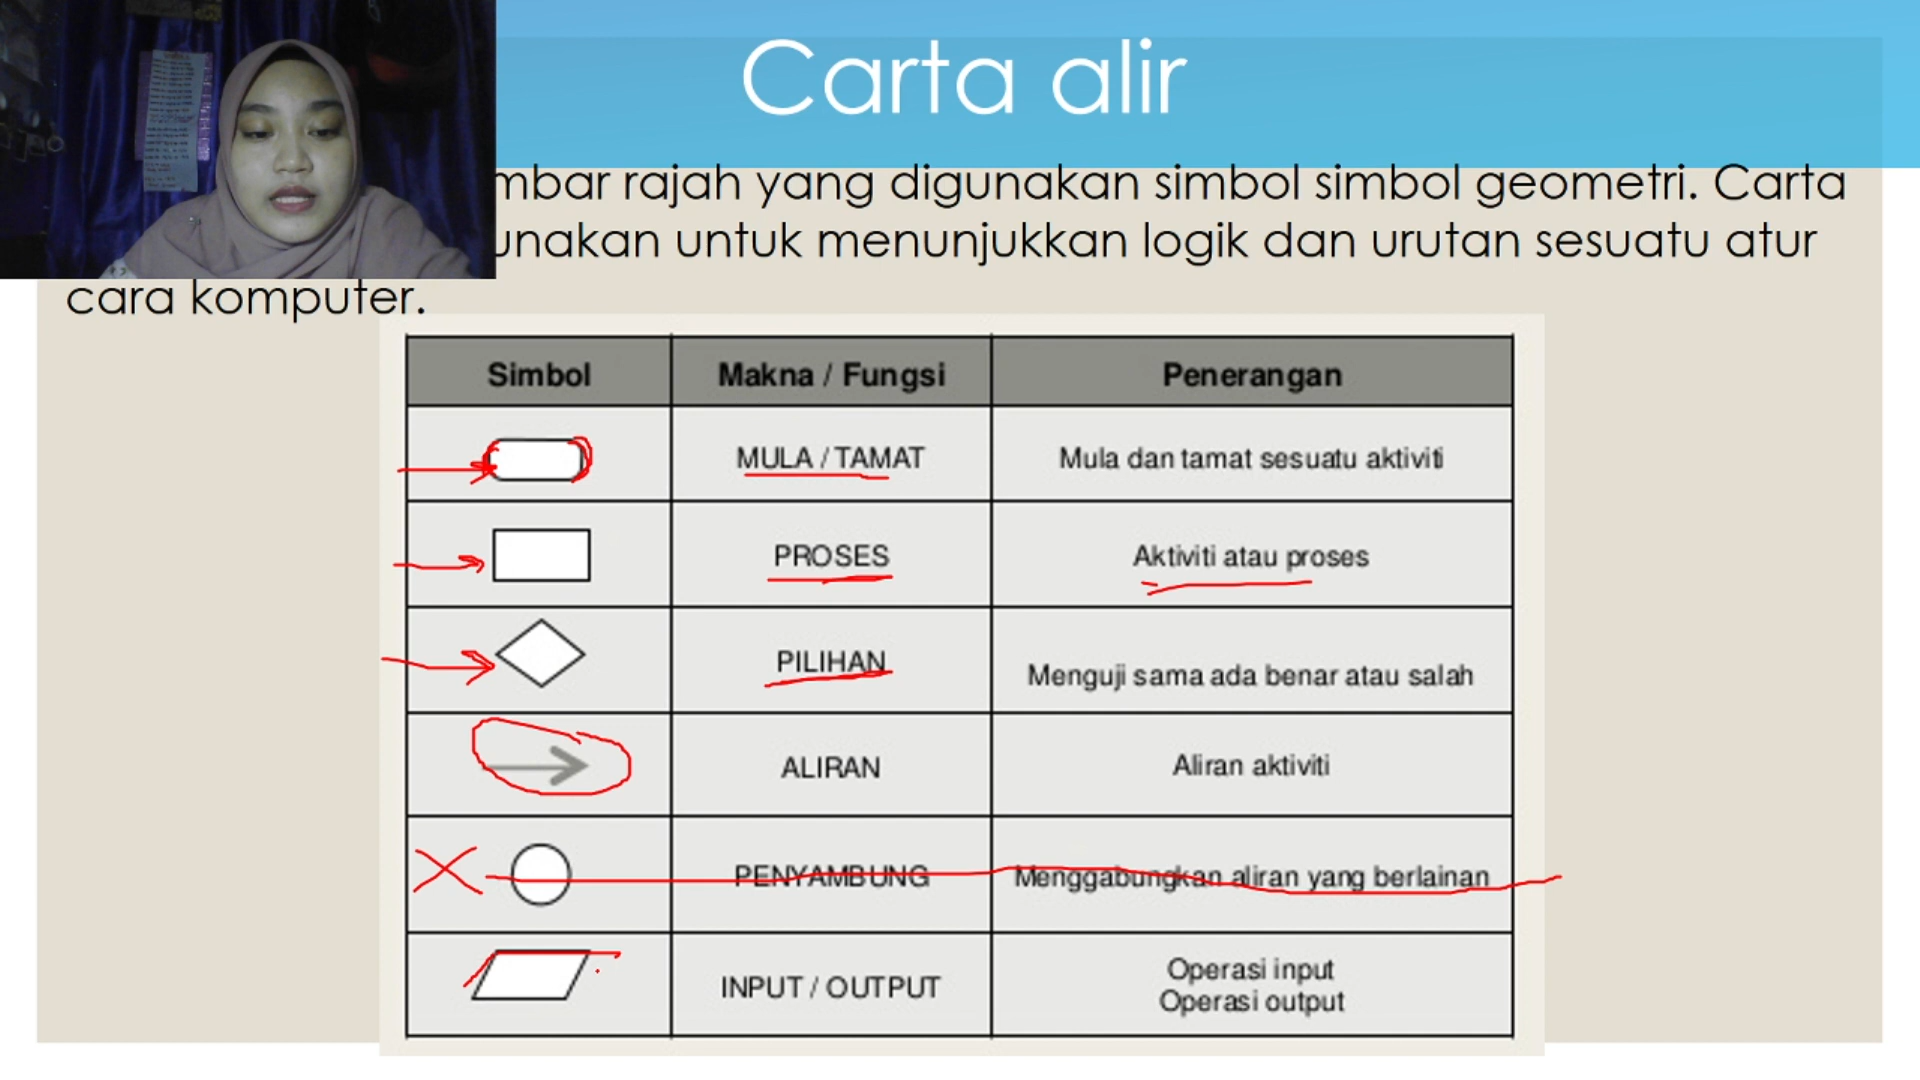 Carta alir
rajah yang digunakan simbol simbol geometri. Carta
untuk menunjukkan logik dan urutan sesuatu atur
cara komputer.
Simbol Makna / Fungsi Penerangan
MULA / TAMAT Mula dan tamat sesuatu aktiviti
PROSES Aktiviti atau proses
PILIHAN Menguji sama ada benar atau salah
ALIRAN Aliran aktiviti
PENYAMBUNG Menggabungkan aliran yang berlainan
INPUT / OUTPUT Operasi input
Operasi output